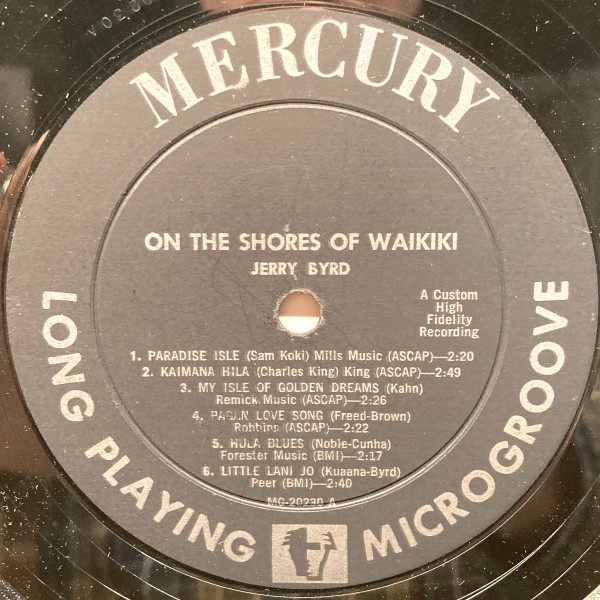 MERCURY
ON THE SHORES OF WAIKIKI
JERRY BYRD
A Custom
High
Fidelity
Recording
1. PARADISE ISLE (Sam Koki) Mills Music (ASCAP)—2:20
2. KAIMANA HILA (Charles King) King (ASCAP)—2:49
3. MY ISLE OF GOLDEN DREAMS (Kahn)
Remick Music (ASCAP)—2:26
4. PAGAN LOVE SONG (Freed-Brown)
Robbins (ASCAP)—2:22
5. HULA BLUES (Noble-Cunha)
Forester Music (BMI)—2:17
6. LITTLE LANI JO (Kuaana-Byrd)
Peer (BMI)—2:40
MG-20230 A
LONG PLAYING MICROGROOVE